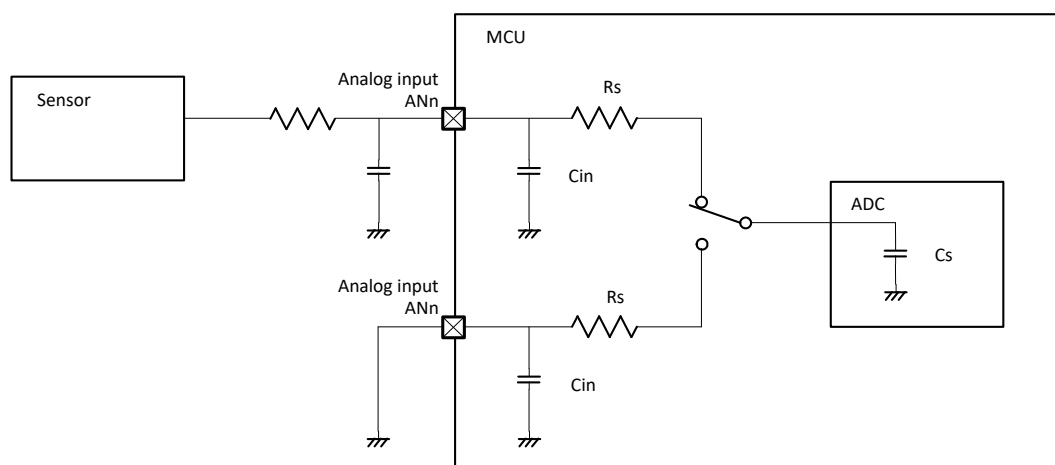 MCU
Sensor
Analog input
ANn
Rs
Cin
ADC
Cs
Analog input
ANn
Rs
Cin